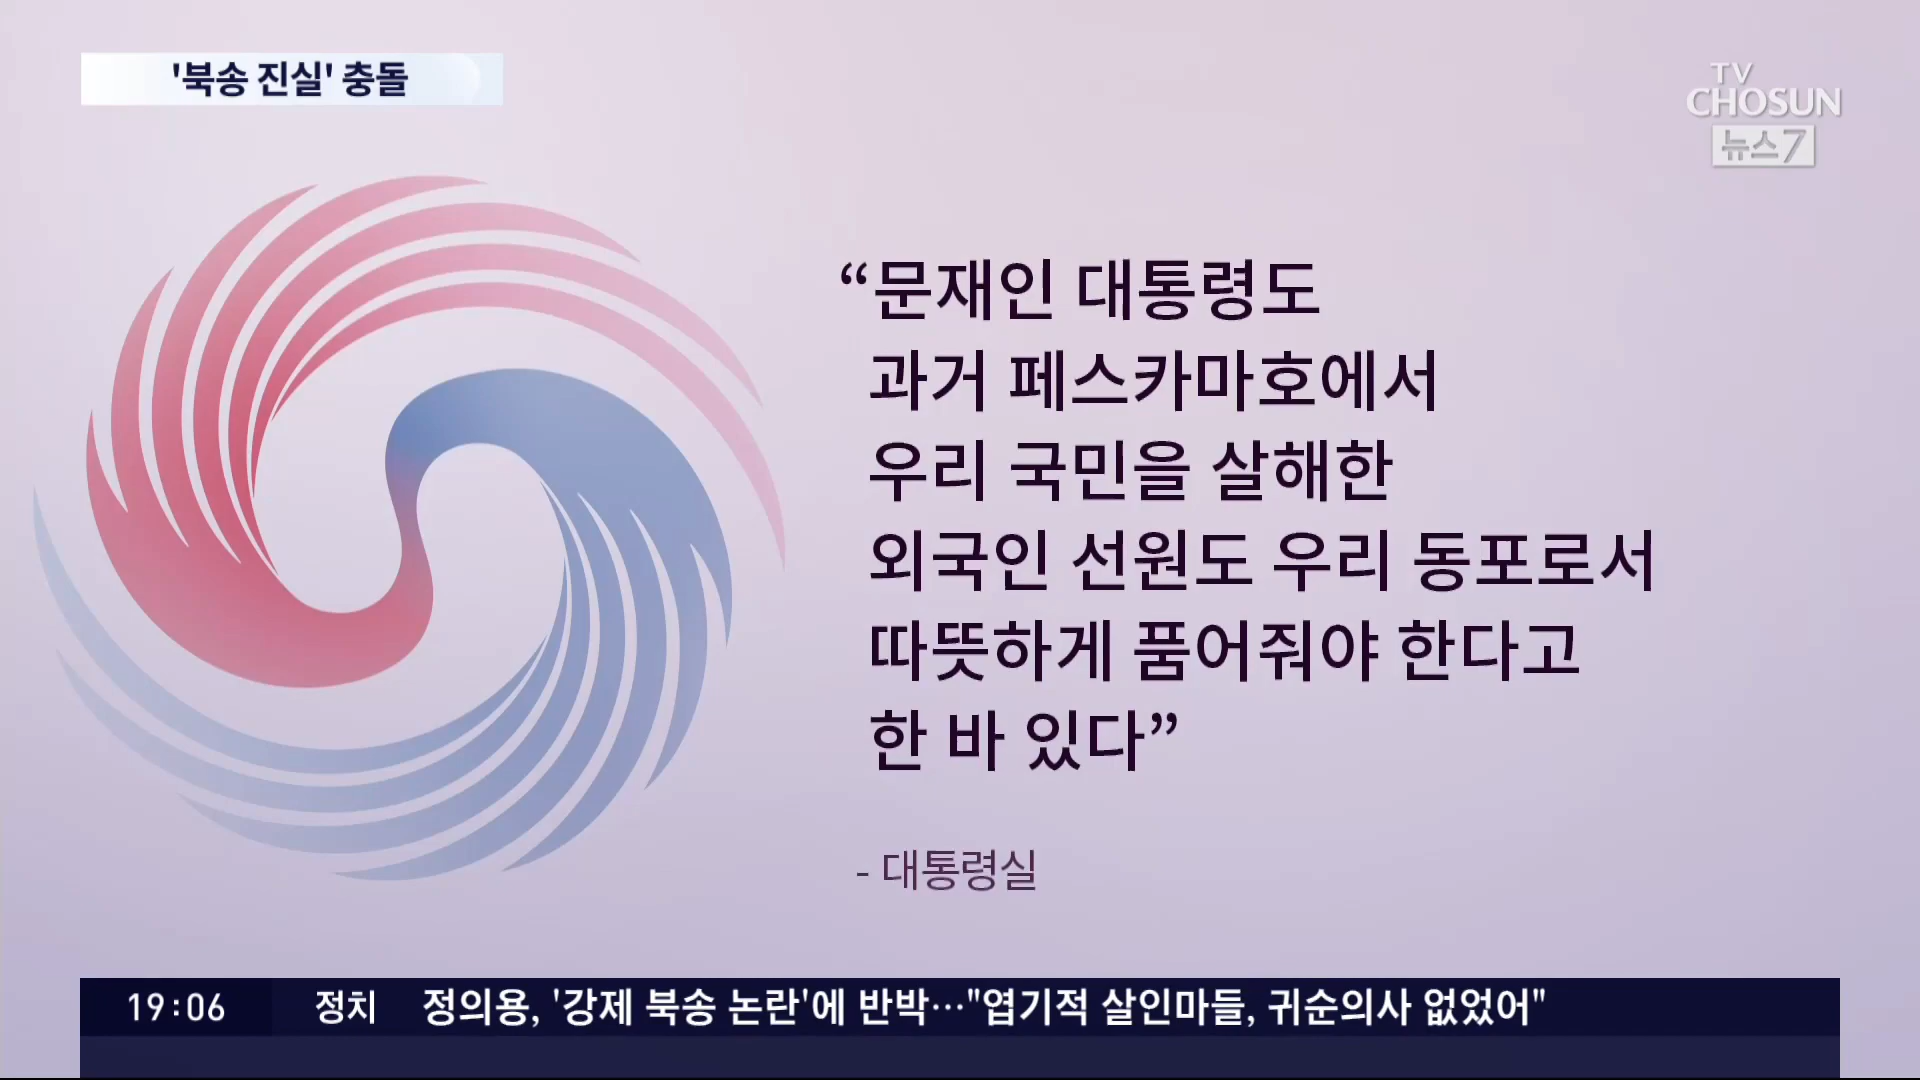 '북송 진실' 충돌
TV
CHOSUN
뉴스7
“문재인 대통령도
과거 페스카마호에서
우리 국민을 살해한
외국인 선원도 우리 동포로서
따뜻하게 품어줘야 한다고
한 바 있다”
- 대통령실
19:06 정치 정의용, '강제 북송 논란'에 반박…"엽기적 살인마들, 귀순의사 없었어"